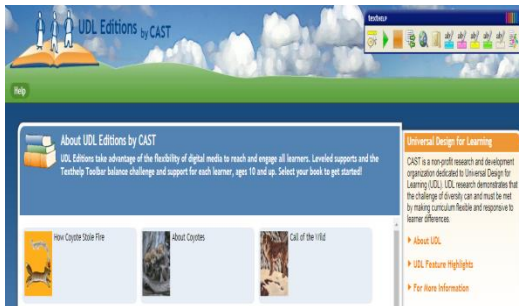 UDL Editions by CAST
texthelp
Help
About UDL Editions by CAST
UDL Editions take advantage of the flexibility of digital media to reach and engage all learners. Leveled supports and the
Texthelp Toolbar balance challenge and support for each learner, ages 10 and up. Select your book to get started!
How Coyote Stole Fire
About Coyotes
Call of the Wild
Universal Design for Learning
CAST is a non-profit research and development
organization dedicated to Universal Design for
Learning (UDL). UDL research demonstrates that
the challenge of diversity can and must be met
by making curriculum flexible and responsive to
learner differences.
About UDL
UDL Feature Highlights
For More Information